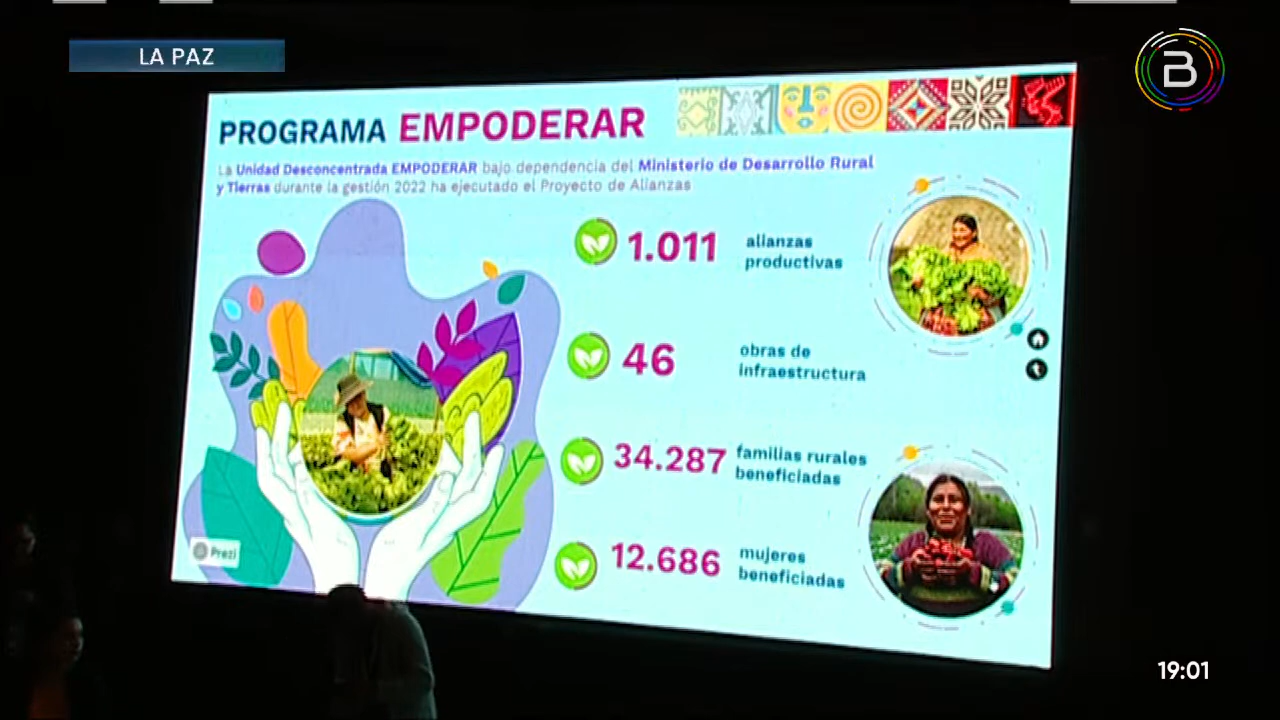 LA PAZ
B
PROGRAMA EMPODERAR
La Unidad Desconcentrada EMPODERAR bajo dependencia del Ministerio de Desarrollo Rural
y Tierras durante la gestión 2022 ha ejecutado el Proyecto de Alianzas
1.011 alianzas
productivas
46 obras de
infraestructura
34.287 familias rurales
beneficiadas
12.686 mujeres
beneficiadas
Prezi
19:01